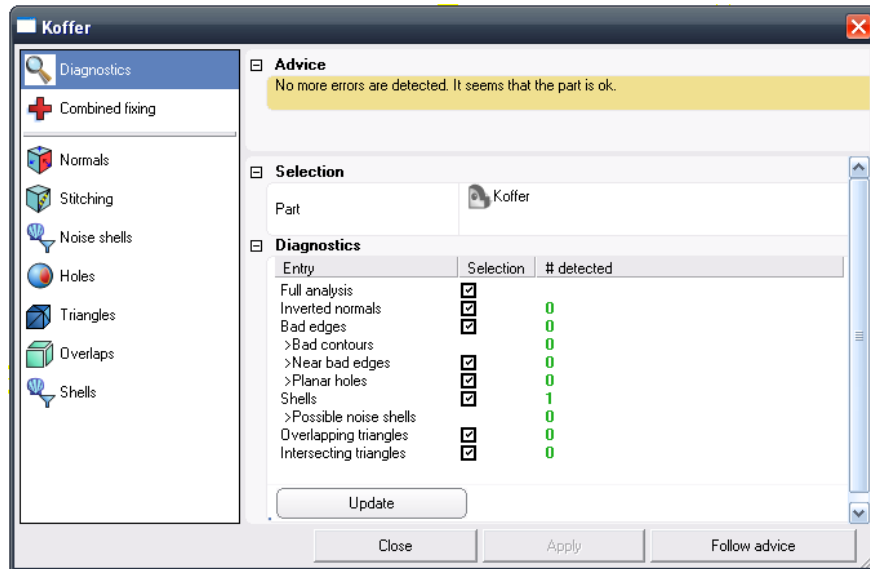 Koffer
Diagnostics
Combined fixing
Normals
Stitching
Noise shells
Holes
Triangles
Overlaps
Shells
Advice
No more errors are detected. It seems that the part is ok.
Selection
Part Koffer
Diagnostics
Entry Selection # detected
Full analysis
Inverted normals 0
Bad edges 0
>Bad contours 0
>Near bad edges 0
>Planar holes 0
Shells 1
>Possible noise shells 0
Overlapping triangles 0
Intersecting triangles 0
Update
Close Apply Follow advice